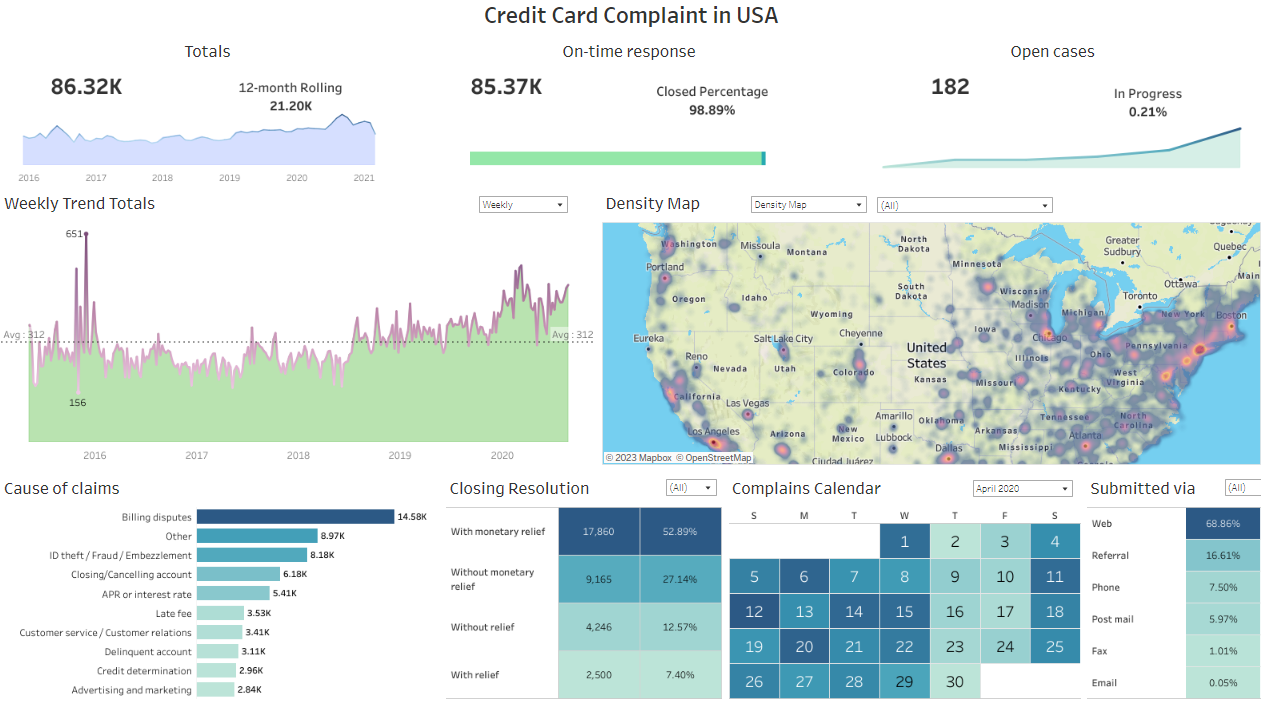 Credit Card Complaint in USA
Totals
On-time response
Open cases
86.32K
12-month Rolling
21.20K
85.37K
Closed Percentage
98.89%
182
In Progress
0.21%
2016 2017 2018 2019 2020 2021
Weekly Trend Totals
Weekly
Density Map
Density Map
(All)
651
Avg : 312
Avg : 312
156
2016 2017 2018 2019 2020
Washington
Missoula
Montana
North
Dakota
Minnesota
Greater
Sudbury
Quebec
Portland
Ottawa
Main
Oregon
Idaho
South
Dakota
Wisconsin
Madison
Toronto
Wyoming
Michigan
New York
Boston
Eureka
Salt Lake City
Cheyenne
Iowa
Chicago
Pennsylvania
Reno
Nevada
Utah
Colorado
United
States
Kansas
Illinois
Ohio
West
Virginia
Missouri
Kentucky
California
Las Vegas
Amarillo
Oklahoma
Tennessee
North
Carolina
Los Angeles
Arizona
New
Mexico
Lubbock
Arkansas
Mississippi
Atlanta
Dallas
Ciudad Juárez
© 2023 Mapbox © OpenStreetMap
Cause of claims
Billing disputes 14.58K
Other 8.97K
ID theft / Fraud / Embezzlement 8.18K
Closing/Cancelling account 6.18K
APR or interest rate 5.41K
Late fee 3.53K
Customer service / Customer relations 3.41K
Delinquent account 3.11K
Credit determination 2.96K
Advertising and marketing 2.84K
Closing Resolution
(All)
With monetary relief 17,860 52.89%
Without monetary
relief 9,165 27.14%
Without relief 4,246 12.57%
With relief 2,500 7.40%
Complains Calendar
April 2020
S M T W T F S
1 2 3 4
5 6 7 8 9 10 11
12 13 14 15 16 17 18
19 20 21 22 23 24 25
26 27 28 29 30
Submitted via
(All)
Web 68.86%
Referral 16.61%
Phone 7.50%
Post mail 5.97%
Fax 1.01%
Email 0.05%